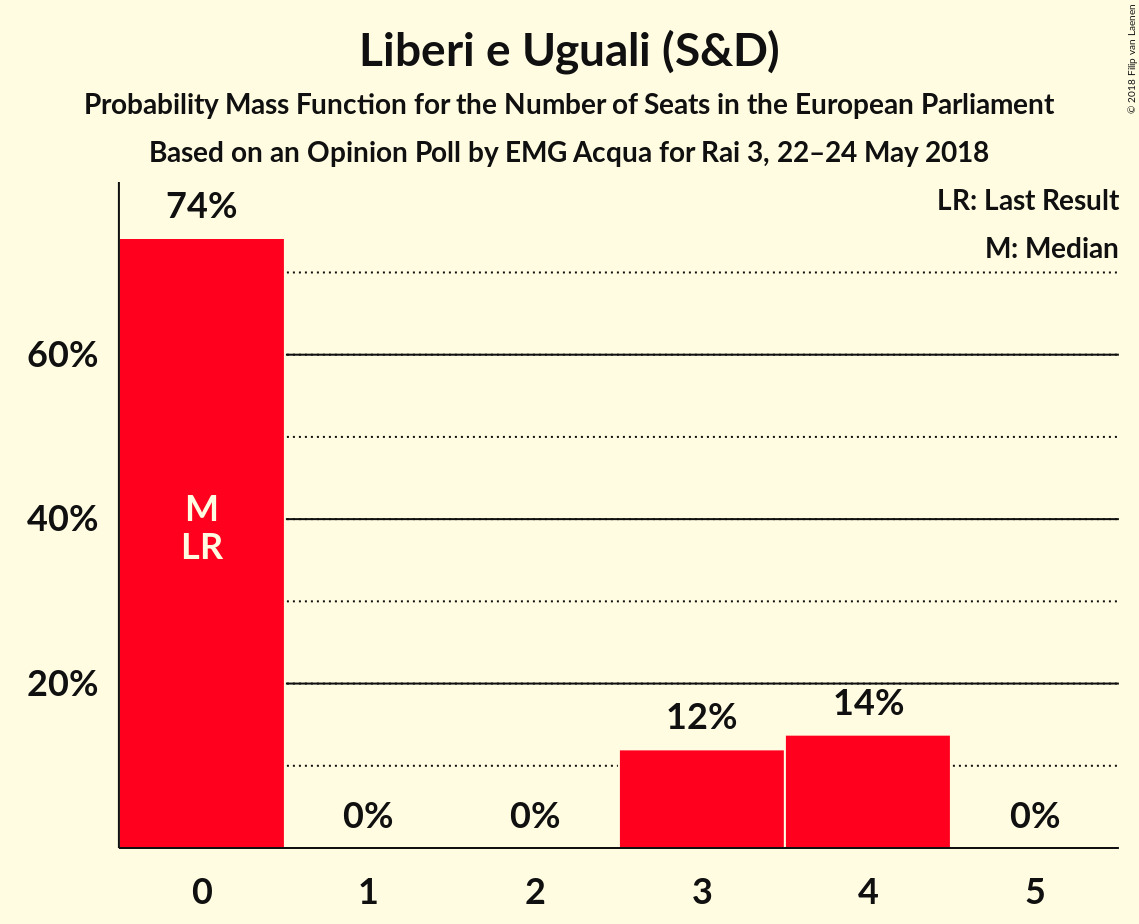 Liberi e Uguali (S&D)
Probability Mass Function for the Number of Seats in the European Parliament
Based on an Opinion Poll by EMG Acqua for Rai 3, 22–24 May 2018
© 2018 Filip van Laenen
LR: Last Result
M: Median
74%
60%
40%
20%
M
LR
0%
0%
12%
14%
0%
0
1
2
3
4
5